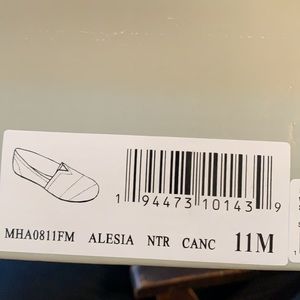 1 94473 10143 9
MHA0811FM ALESIA NTR CANC 11M